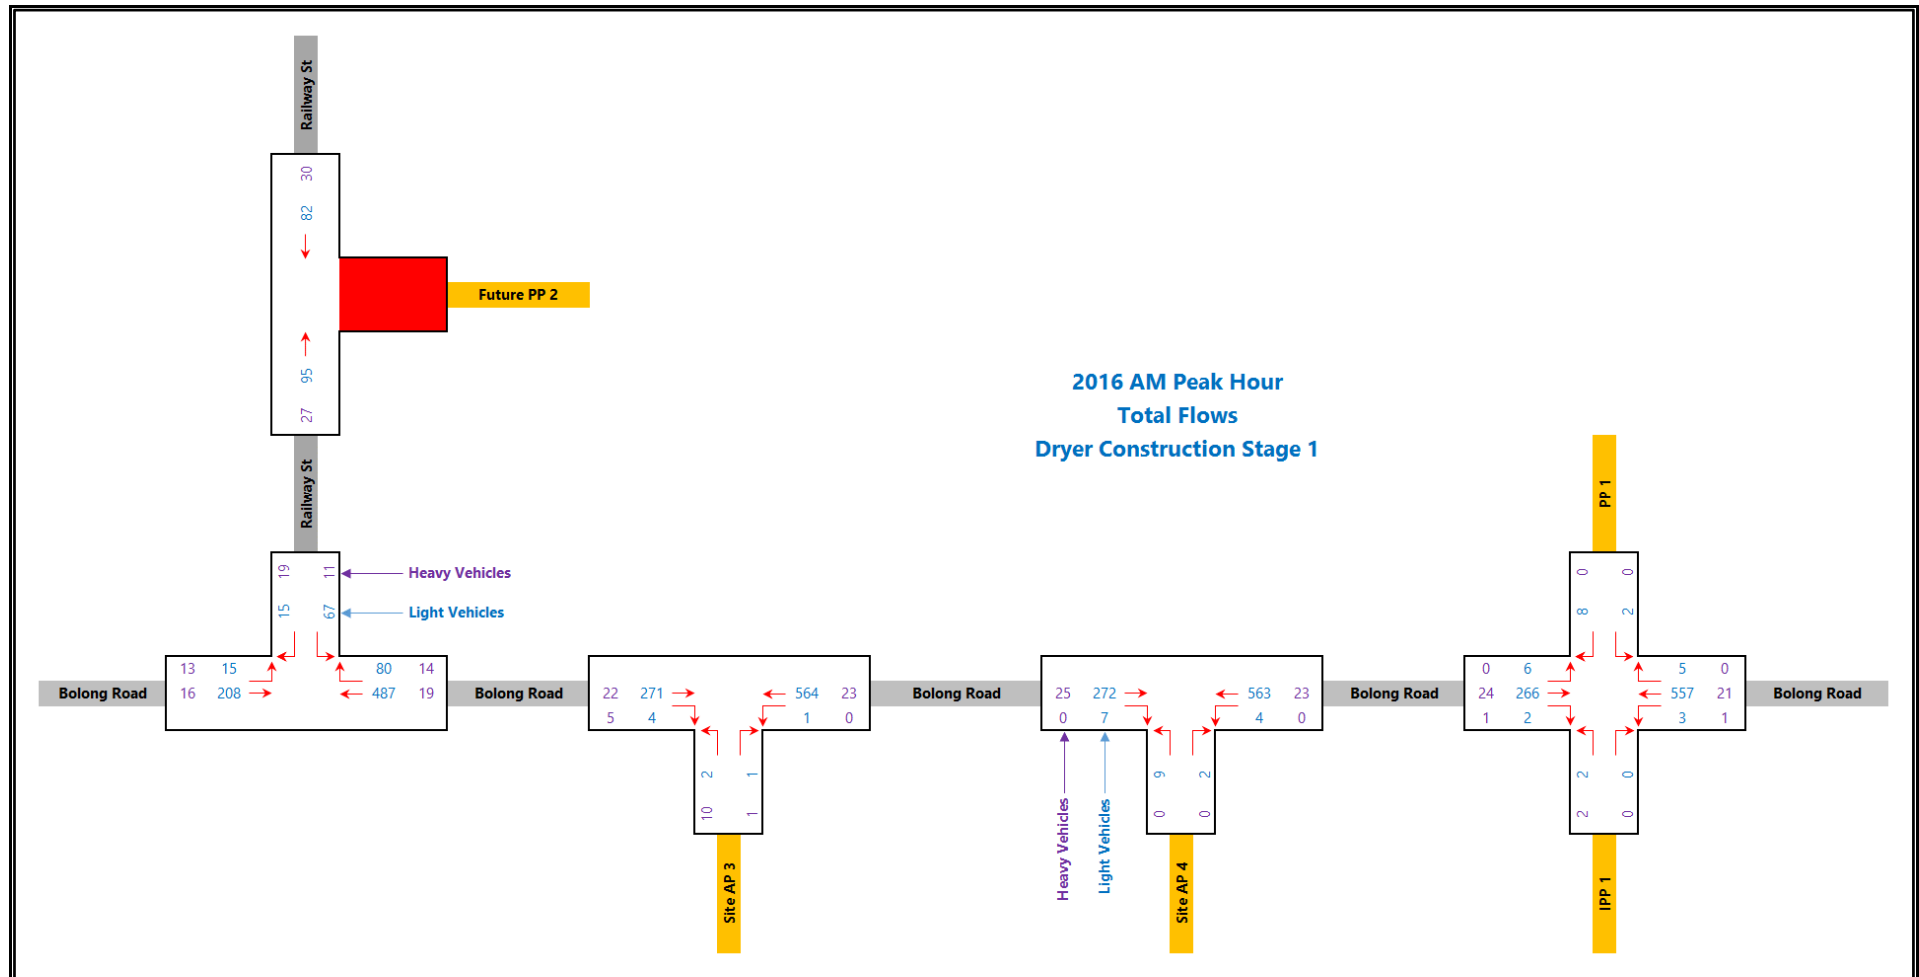 Railway St
30
82
Future PP 2
95
27
2016 AM Peak Hour
Total Flows
Dryer Construction Stage 1
Railway St
PP 1
19 11 Heavy Vehicles
15 67 Light Vehicles
0 0
8 2
Bolong Road
13 15 80 14
16 208 487 19
Bolong Road
22 271 564 23
5 4 1 0
2 1
10 1
Site AP 3
Bolong Road
25 272 563 23
0 7 4 0
9 2
0 0
Heavy Vehicles
Light Vehicles
Site AP 4
Bolong Road
0 6 5 0
24 266 557 21
1 2 3 1
2 0
2 0
IPP 1
Bolong Road